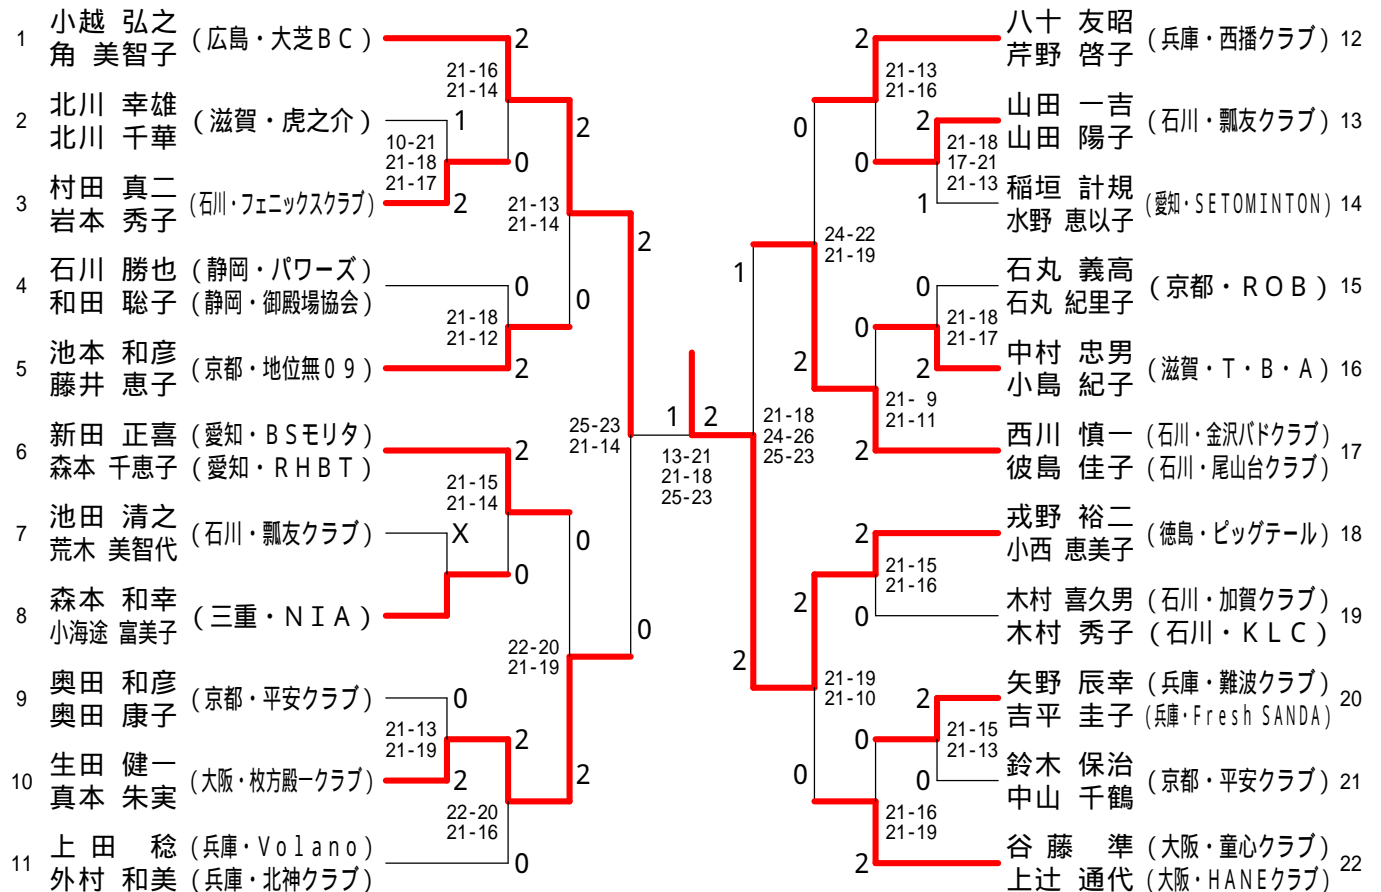 1 小越 弘之 (広島・大芝ＢＣ)
角 美智子
2
21-16
21-14
2 北川 幸雄 (滋賀・虎之介)
北川 千華
1
2
10-21
21-18
21-17
0
3 村田 真二 (石川・フェニックスクラブ)
岩本 秀子
2
21-13
21-14
2
4 石川 勝也 (静岡・パワーズ)
和田 聡子 (静岡・御殿場協会)
0
0
21-18
21-12
5 池本 和彦 (京都・地位無０９)
藤井 恵子
2
25-23
21-14
6 新田 正喜 (愛知・ＢＳモリタ)
森本 千恵子 (愛知・ＲＨＢＴ)
2
21-15
21-14
7 池田 清之 (石川・瓢友クラブ)
荒木 美智代
X
0
0
8 森本 和幸 (三重・ＮＩＡ)
小海途 富美子
0
22-20
21-19
9 奥田 和彦 (京都・平安クラブ)
奥田 康子
0
21-13
21-19
2
10 生田 健一 (大阪・枚方殿一クラブ)
真本 朱実
2
2
22-20
21-16
11 上 田 稔 (兵庫・Ｖｏｌａｎｏ)
外村 和美 (兵庫・北神クラブ)
0
1 2
13-21
21-18
25-23
八十 友昭 (兵庫・西播クラブ) 12
芹野 啓子
2
21-13
21-16
山田 一吉 (石川・瓢友クラブ) 13
山田 陽子
0
2
21-18
17-21
21-13
0
稲垣 計規 (愛知・ＳＥＴＯＭＩＮＴＯＮ) 14
水野 恵以子
1
24-22
21-19
1
石丸 義高 (京都・ＲＯＢ) 15
石丸 紀里子
0
21-18
21-17
0
中村 忠男 (滋賀・Ｔ・Ｂ・Ａ) 16
小島 紀子
2
2
21- 9
21-11
21-18
24-26
25-23
西川 慎一 (石川・金沢バドクラブ) 17
彼島 佳子 (石川・尾山台クラブ)
2
戎野 裕二 (徳島・ピッグテール) 18
小西 恵美子
2
21-15
21-16
木村 喜久男 (石川・加賀クラブ) 19
木村 秀子 (石川・ＫＬＣ)
2
0
2
21-19
21-10
矢野 辰幸 (兵庫・難波クラブ) 20
吉平 圭子 (兵庫・Fresh SANDA)
2
21-15
21-13
0
鈴木 保治 (京都・平安クラブ) 21
中山 千鶴
0
0
21-16
21-19
谷 藤 準 (大阪・童心クラブ) 22
上辻 通代 (大阪・HANEクラブ)
2